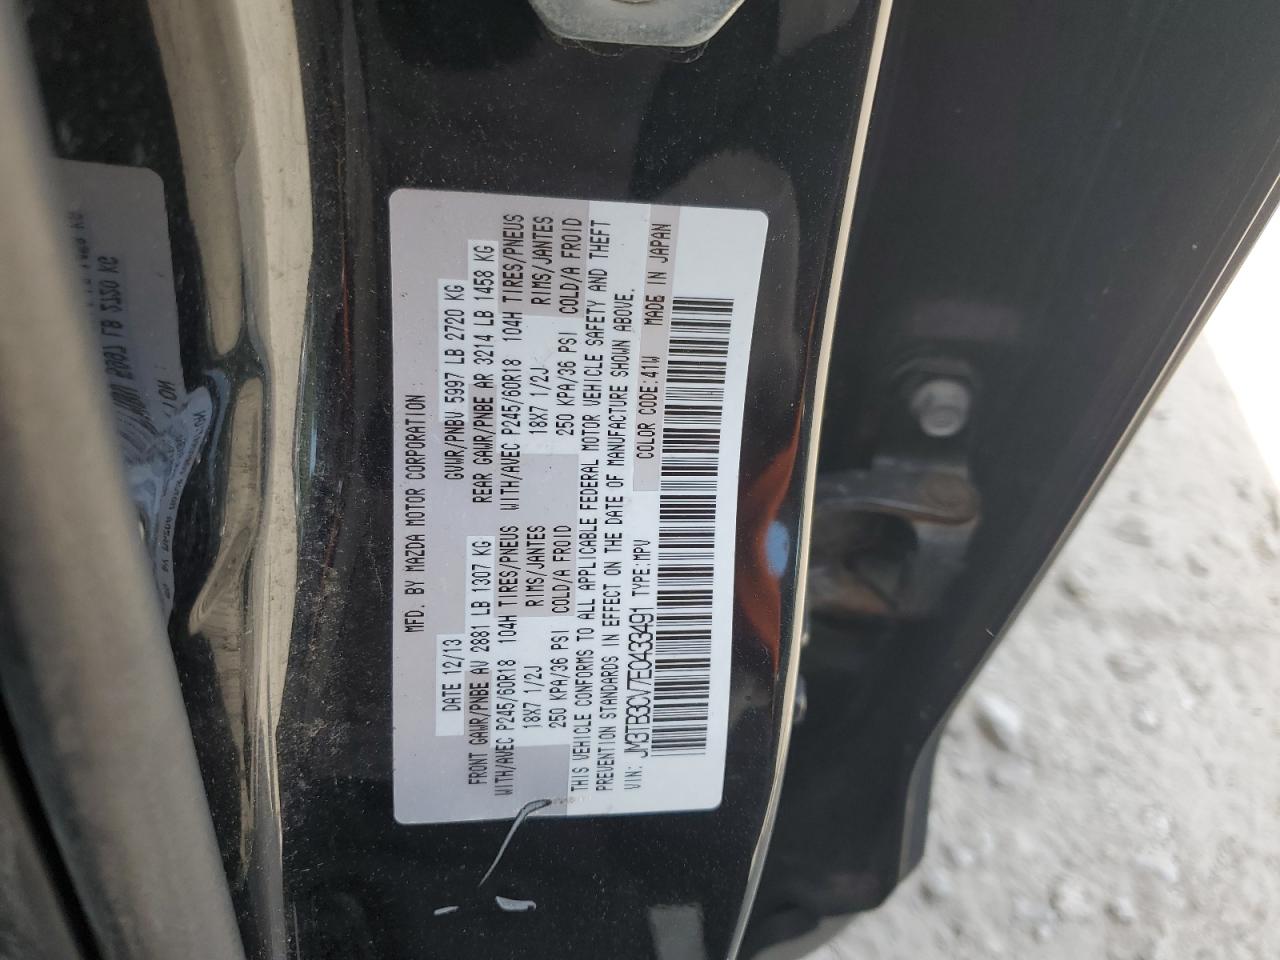 MFD. BY MAZDA MOTOR CORPORATION
DATE 12/13 GVWR/PNBV 5997 LB 2720 KG
FRONT GAWR/PNBE AV 2881 LB 1307 KG REAR GAWR/PNBE AR 3214 LB 1458 KG
WITH/AVEC P245/60R18 104H TIRES/PNEUS WITH/AVEC P245/60R18 104H TIRES/PNEUS
18X7 1/2J RIMS/JANTES 18X7 1/2J RIMS/JANTES
250 KPA/36 PSI COLD/A FROID 250 KPA/36 PSI COLD/A FROID
THIS VEHICLE CONFORMS TO ALL APPLICABLE FEDERAL MOTOR VEHICLE SAFETY AND THEFT
PREVENTION STANDARDS IN EFFECT ON THE DATE OF MANUFACTURE SHOWN ABOVE.
VIN: JM3TB3CV7E0433491 TYPE:MPV COLOR CODE:41W MADE IN JAPAN